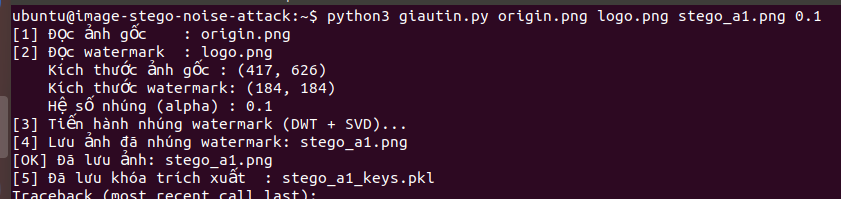 ubuntu@image-stego-noise-attack:~$ python3 giautin.py origin.png logo.png stego_a1.png 0.1
[1] Đọc ảnh gốc    : origin.png
[2] Đọc watermark  : logo.png
    Kích thước ảnh gốc : (417, 626)
    Kích thước watermark: (184, 184)
    Hệ số nhúng (alpha) : 0.1
[3] Tiến hành nhúng watermark (DWT + SVD)...
[4] Lưu ảnh đã nhúng watermark: stego_a1.png
[OK] Đã lưu ảnh: stego_a1.png
[5] Đã lưu khóa trích xuất  : stego_a1_keys.pkl
Traceback (most recent call last):